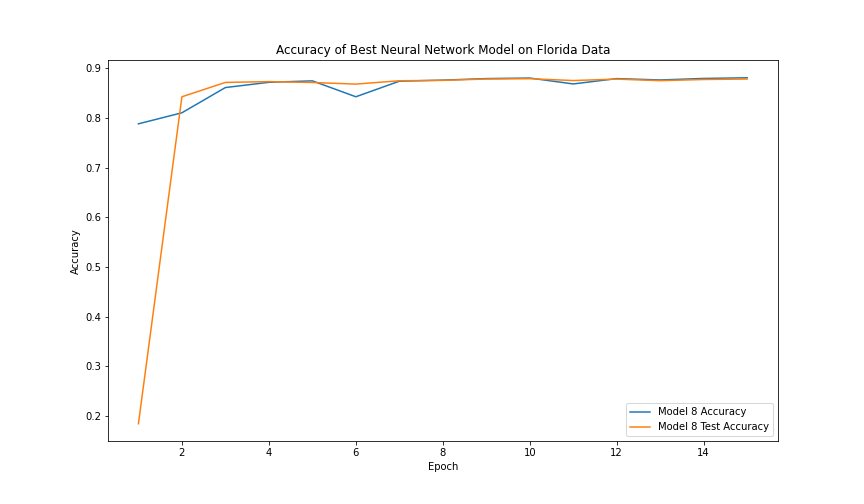 Accuracy of Best Neural Network Model on Florida Data
0.9
0.8
0.7
0.6
0.5
0.4
0.3
0.2
Accuracy
2 4 6 8 10 12 14
Epoch
Model 8 Accuracy
Model 8 Test Accuracy